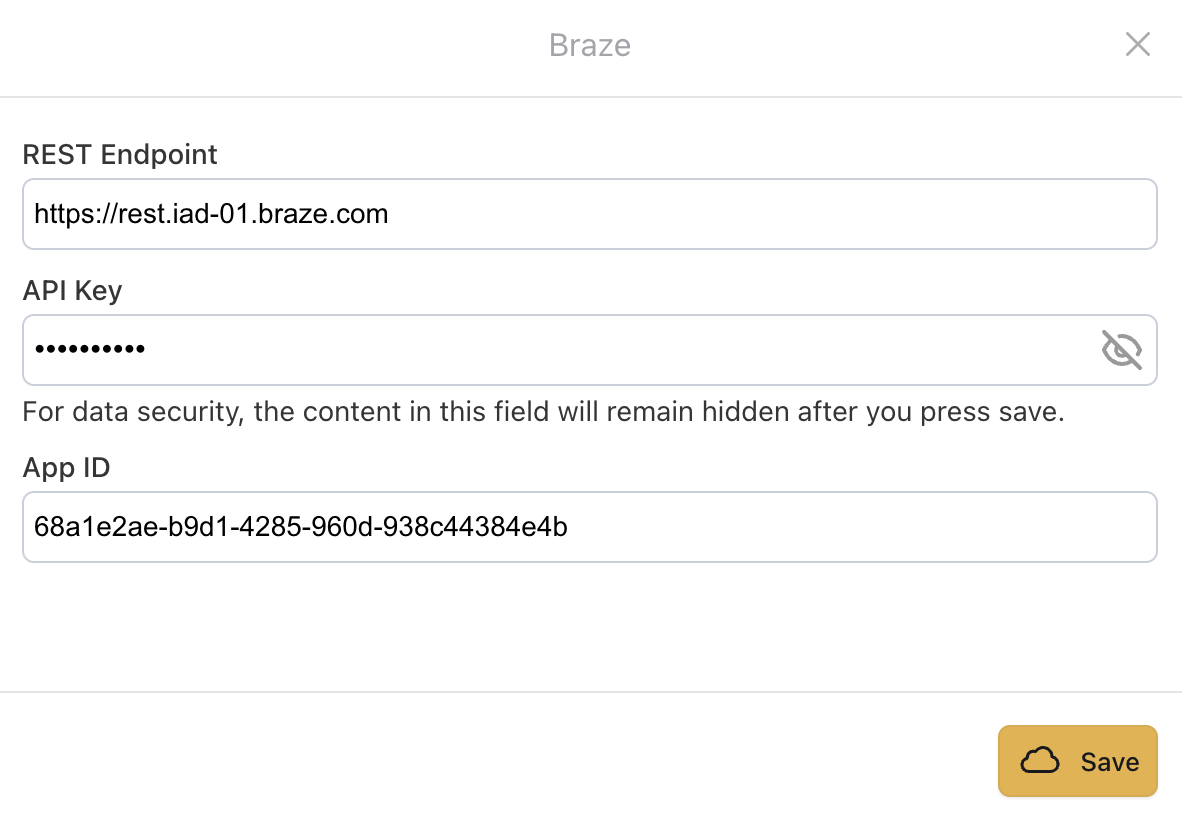 Braze
REST Endpoint
https://rest.iad-01.braze.com
API Key
••••••••••
For data security, the content in this field will remain hidden after you press save.
App ID
68a1e2ae-b9d1-4285-960d-938c44384e4b
Save